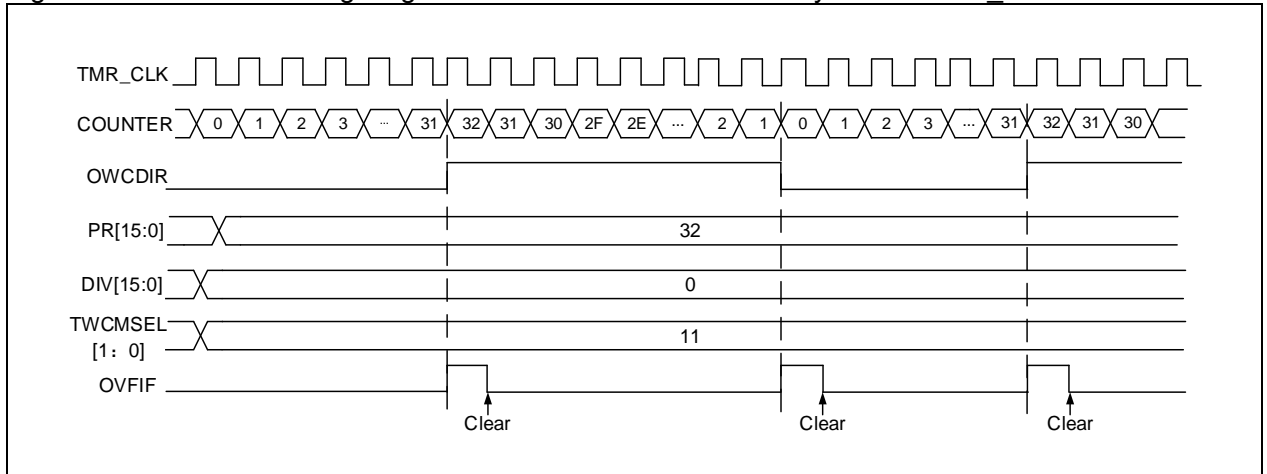 TMR_CLK
COUNTER 0 1 2 3 ... 31 32 31 30 2F 2E ... 2 1 0 1 2 3 ... 31 32 31 30
OWCDIR
PR[15:0] 32
DIV[15:0] 0
TWCMSEL
[1：0] 11
OVFIF
Clear Clear Clear